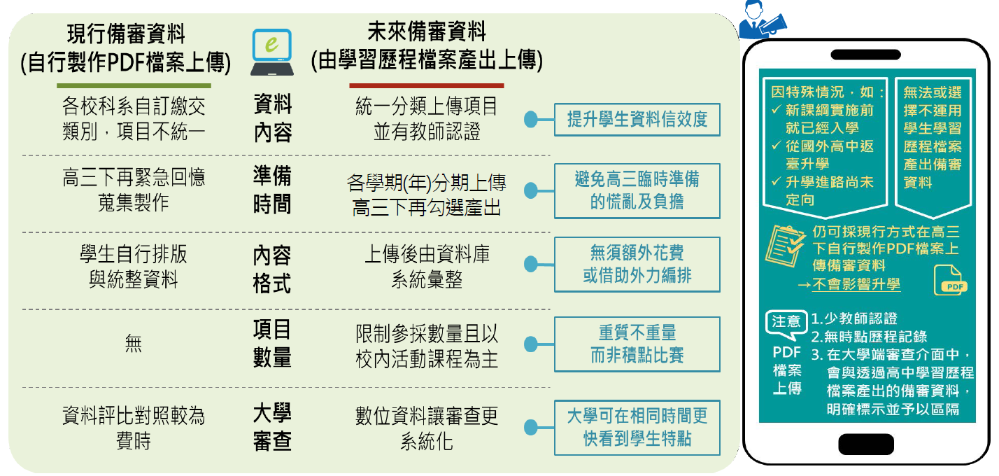 現行備審資料
(自行製作PDF檔案上傳)
e
未來備審資料
(由學習歷程檔案產出上傳)
各校科系自訂繳交
類別，項目不統一
資料
內容
統一分類上傳項目
並有教師認證
提升學生資料信效度
高三下再緊急回憶
蒐集製作
準備
時間
各學期(年)分期上傳
高三下再勾選產出
避免高三臨時準備
的慌亂及負擔
學生自行排版
與統整資料
內容
格式
上傳後由資料庫
系統彙整
無須額外花費
或借助外力編排
無
項目
數量
限制參採數量且以
校內活動課程為主
重質不重量
而非積點比賽
資料評比對照較為
費時
大學
審查
數位資料讓審查更
系統化
大學可在相同時間更
快看到學生特點
因特殊情況，如：
✓ 新課綱實施前
就已經入學
✓ 從國外高中返
臺升學
✓ 升學進路尚未
定向
無法或選
擇不運用
學生學習
歷程檔案
產出備審
資料
仍可採現行方式在高三
下自行製作PDF檔案上
傳備審資料
→不會影響升學
PDF
注意
PDF
檔案
上傳
1.少教師認證
2.無時點歷程記錄
3. 在大學端審查介面中，
會與透過高中學習歷程
檔案產出的備審資料，
明確標示並予以區隔